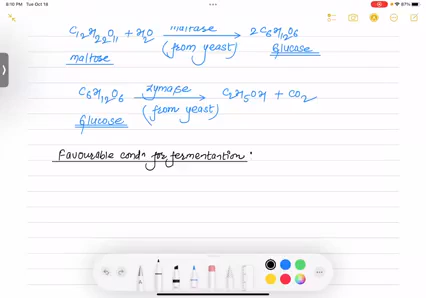 8:10 PM Tue Oct 18
C₁₂H₂₂O₁₁ + H₂O maltase → 2C₆H₁₂O₆
maltose (from yeast) Glucose
C₆H₁₂O₆ zymase → C₂H₅OH + CO₂
Glucose (from yeast)
Favourable condⁿ for fermentation :